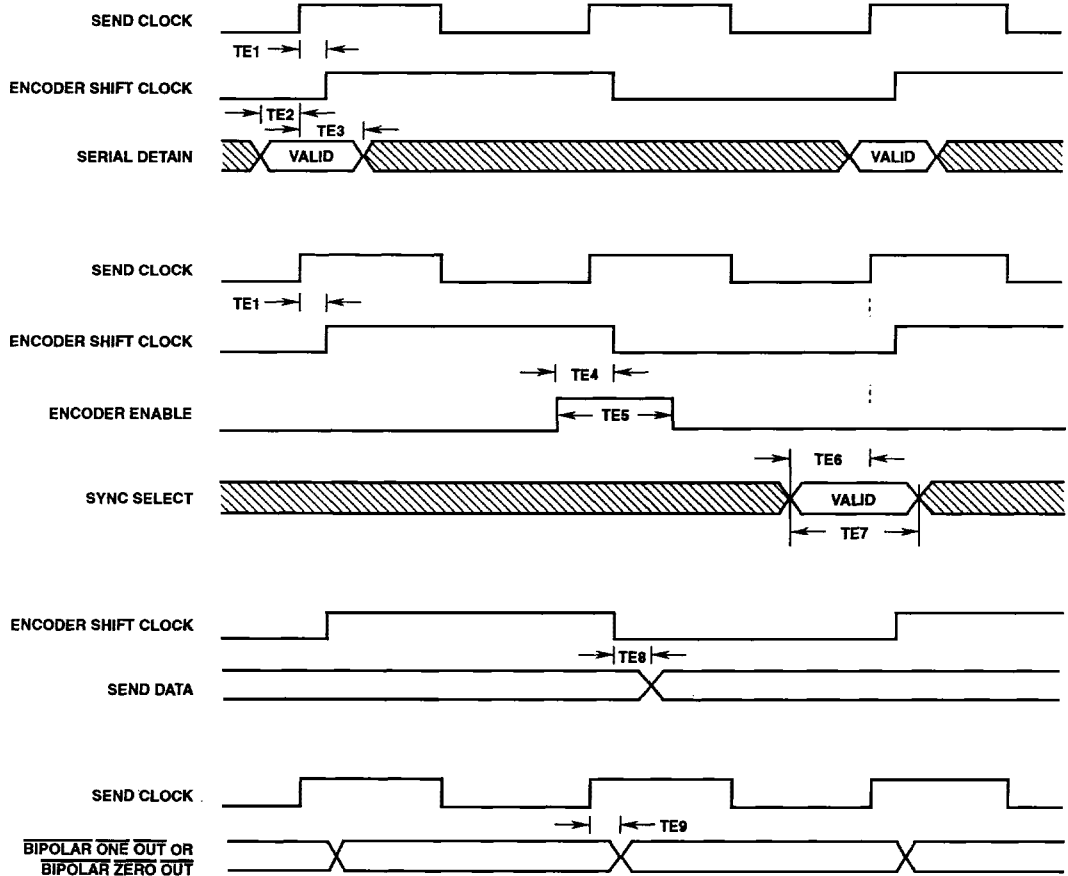 SEND CLOCK
TE1
ENCODER SHIFT CLOCK
TE2
TE3
SERIAL DETAIN
VALID
VALID
SEND CLOCK
TE1
ENCODER SHIFT CLOCK
TE4
ENCODER ENABLE
TE5
TE6
SYNC SELECT
VALID
TE7
ENCODER SHIFT CLOCK
TE8
SEND DATA
SEND CLOCK
TE9
BIPOLAR ONE OUT OR
BIPOLAR ZERO OUT